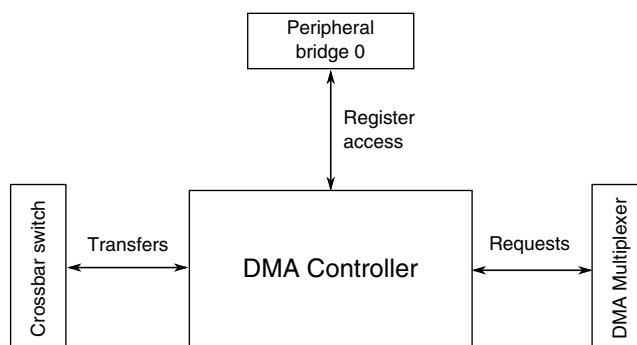 Peripheral
bridge 0
Register
access
Crossbar switch
Transfers
DMA Controller
Requests
DMA Multiplexer